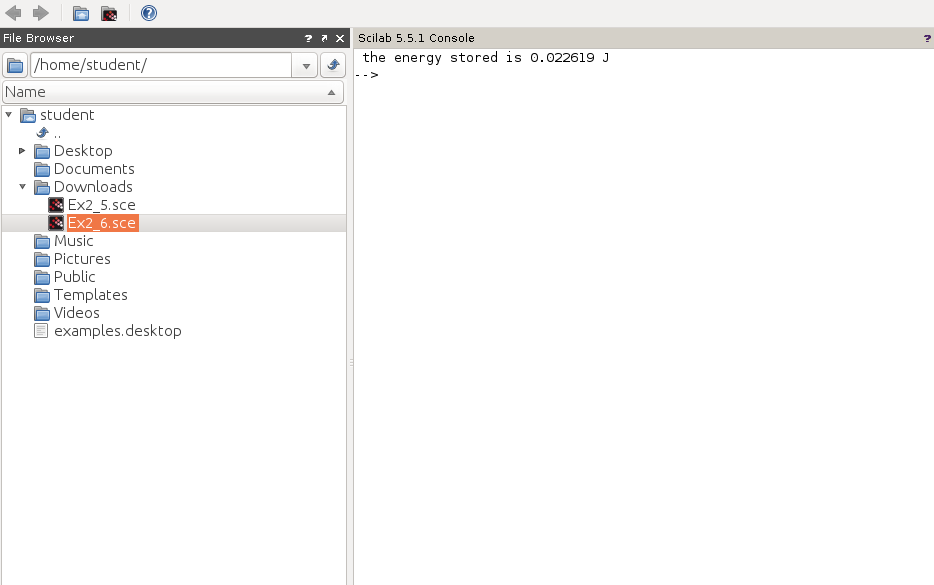 File Browser
/home/student/
Name
student
..
Desktop
Documents
Downloads
Ex2_5.sce
Ex2_6.sce
Music
Pictures
Public
Templates
Videos
examples.desktop
Scilab 5.5.1 Console ?
the energy stored is 0.022619 J
-->